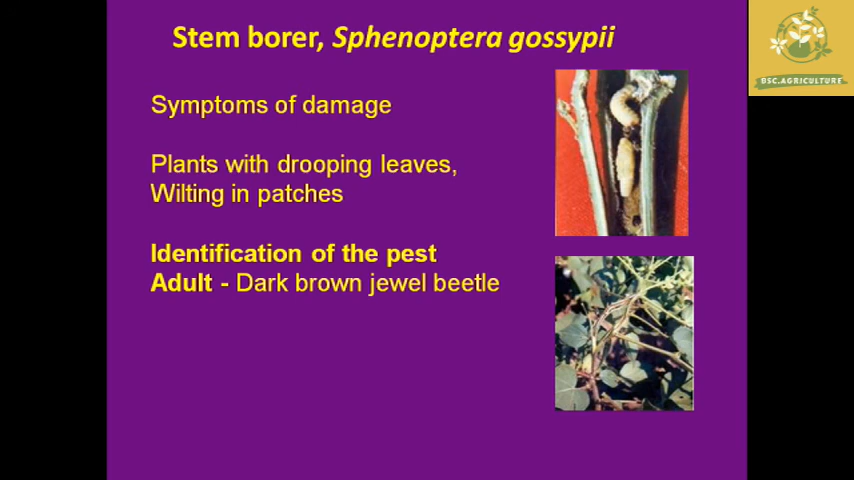 Stem borer, Sphenoptera gossypii
BSC.AGRICULTURE
Symptoms of damage
Plants with drooping leaves,
Wilting in patches
Identification of the pest
Adult - Dark brown jewel beetle